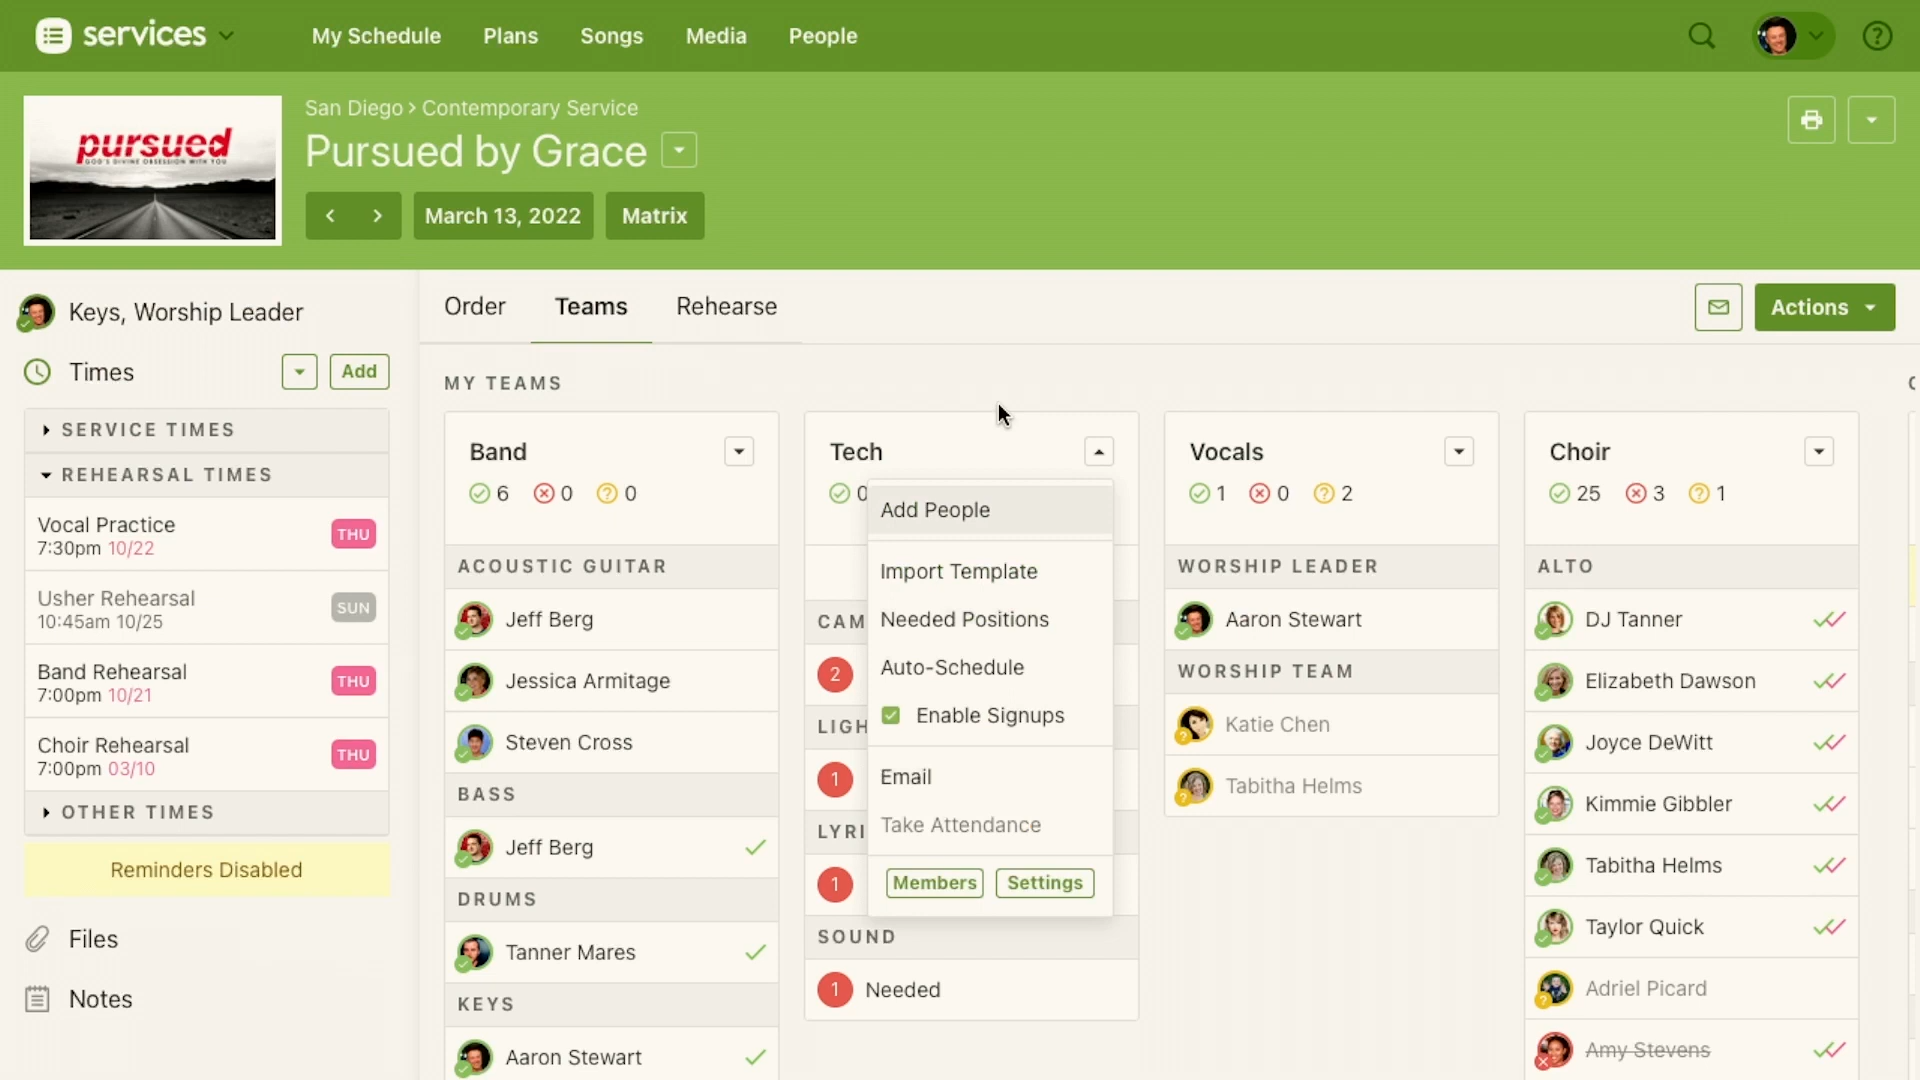 services
My Schedule
Plans
Songs
Media
People
pursued
GOD'S DIVINE OBSESSION WITH YOU
San Diego › Contemporary Service
Pursued by Grace
March 13, 2022
Matrix
Keys, Worship Leader
Times
Add
SERVICE TIMES
REHEARSAL TIMES
Vocal Practice
7:30pm 10/22
THU
Usher Rehearsal
10:45am 10/25
SUN
Band Rehearsal
7:00pm 10/21
THU
Choir Rehearsal
7:00pm 03/10
THU
OTHER TIMES
Reminders Disabled
Files
Notes
Order
Teams
Rehearse
Actions
MY TEAMS
Band
6 0 ? 0
ACOUSTIC GUITAR
Jeff Berg
Jessica Armitage
Steven Cross
BASS
Jeff Berg
DRUMS
Tanner Mares
KEYS
Aaron Stewart
Tech
0
CAM
2
LIGH
1
LYRI
1
SOUND
1 Needed
Add People
Import Template
Needed Positions
Auto-Schedule
Enable Signups
Email
Take Attendance
Members
Settings
Vocals
1 0 ? 2
WORSHIP LEADER
Aaron Stewart
WORSHIP TEAM
Katie Chen
Tabitha Helms
Choir
25 3 ? 1
ALTO
DJ Tanner
Elizabeth Dawson
Joyce DeWitt
Kimmie Gibbler
Tabitha Helms
Taylor Quick
Adriel Picard
Amy Stevens